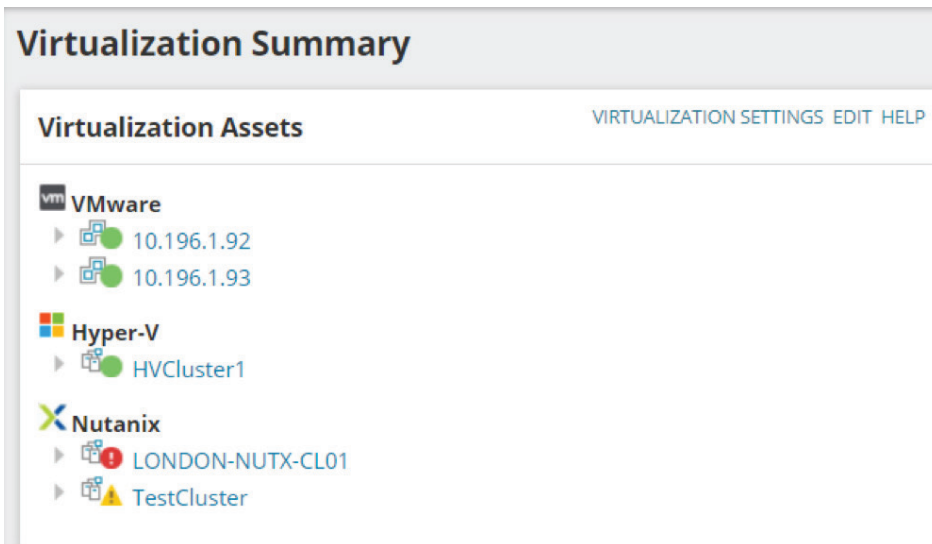 Virtualization Summary
Virtualization Assets
VIRTUALIZATION SETTINGS EDIT HELP
vm VMware
10.196.1.92
10.196.1.93
Hyper-V
HVCluster1
Nutanix
LONDON-NUTX-CL01
TestCluster